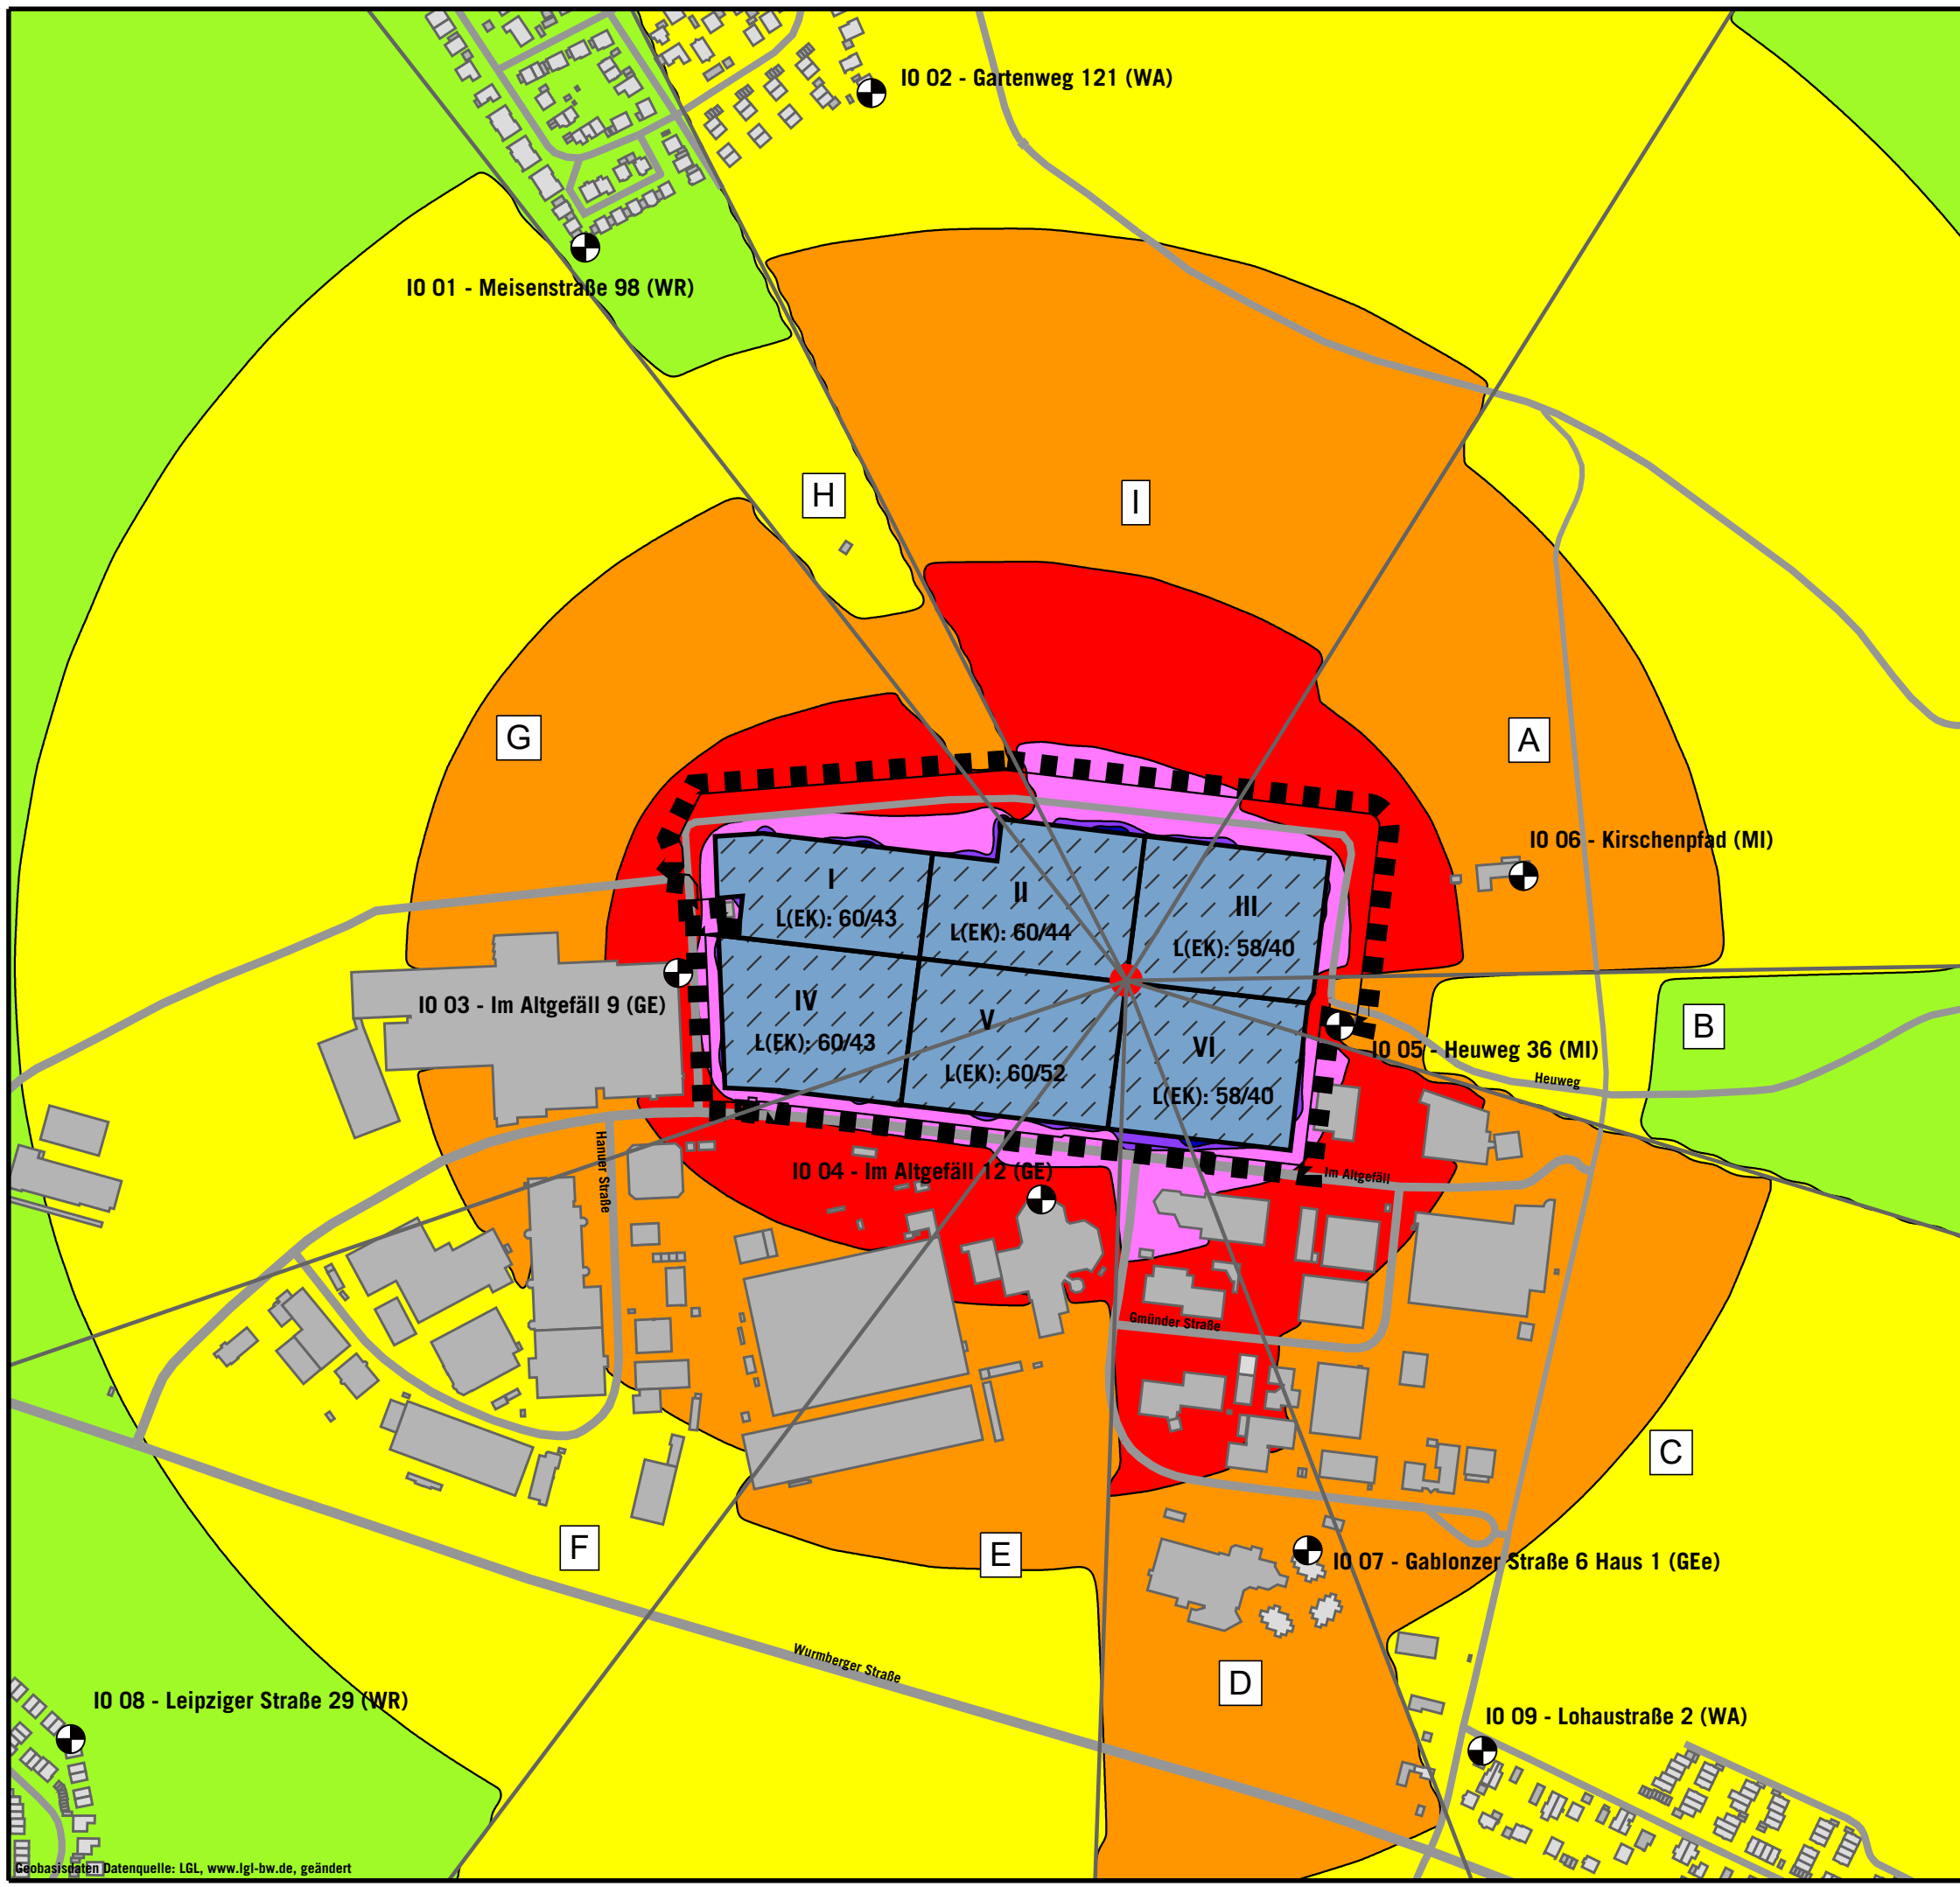 IO 02 - Gartenweg 121 (WA)
IO 01 - Meisenstraße 98 (WR)
H
I
G
A
IO 06 - Kirschenpfad (MI)
I
L(EK): 60/43
II
L(EK): 60/44
III
L(EK): 58/40
IO 03 - Im Altgefäll 9 (GE)
IV
L(EK): 60/43
V
L(EK): 60/52
VI
L(EK): 58/40
B
IO 05 - Heuweg 36 (MI)
Heuweg
Hanuer Straße
IO 04 - Im Altgefäll 12 (GE)
Im Altgefäll
Gmünder Straße
C
F
E
IO 07 - Gablonzer Straße 6 Haus 1 (GEe)
Wurmberger Straße
D
IO 08 - Leipziger Straße 29 (WR)
IO 09 - Lohaustraße 2 (WA)
Geobasisdaten Datenquelle: LGL, www.lgl-bw.de, geändert